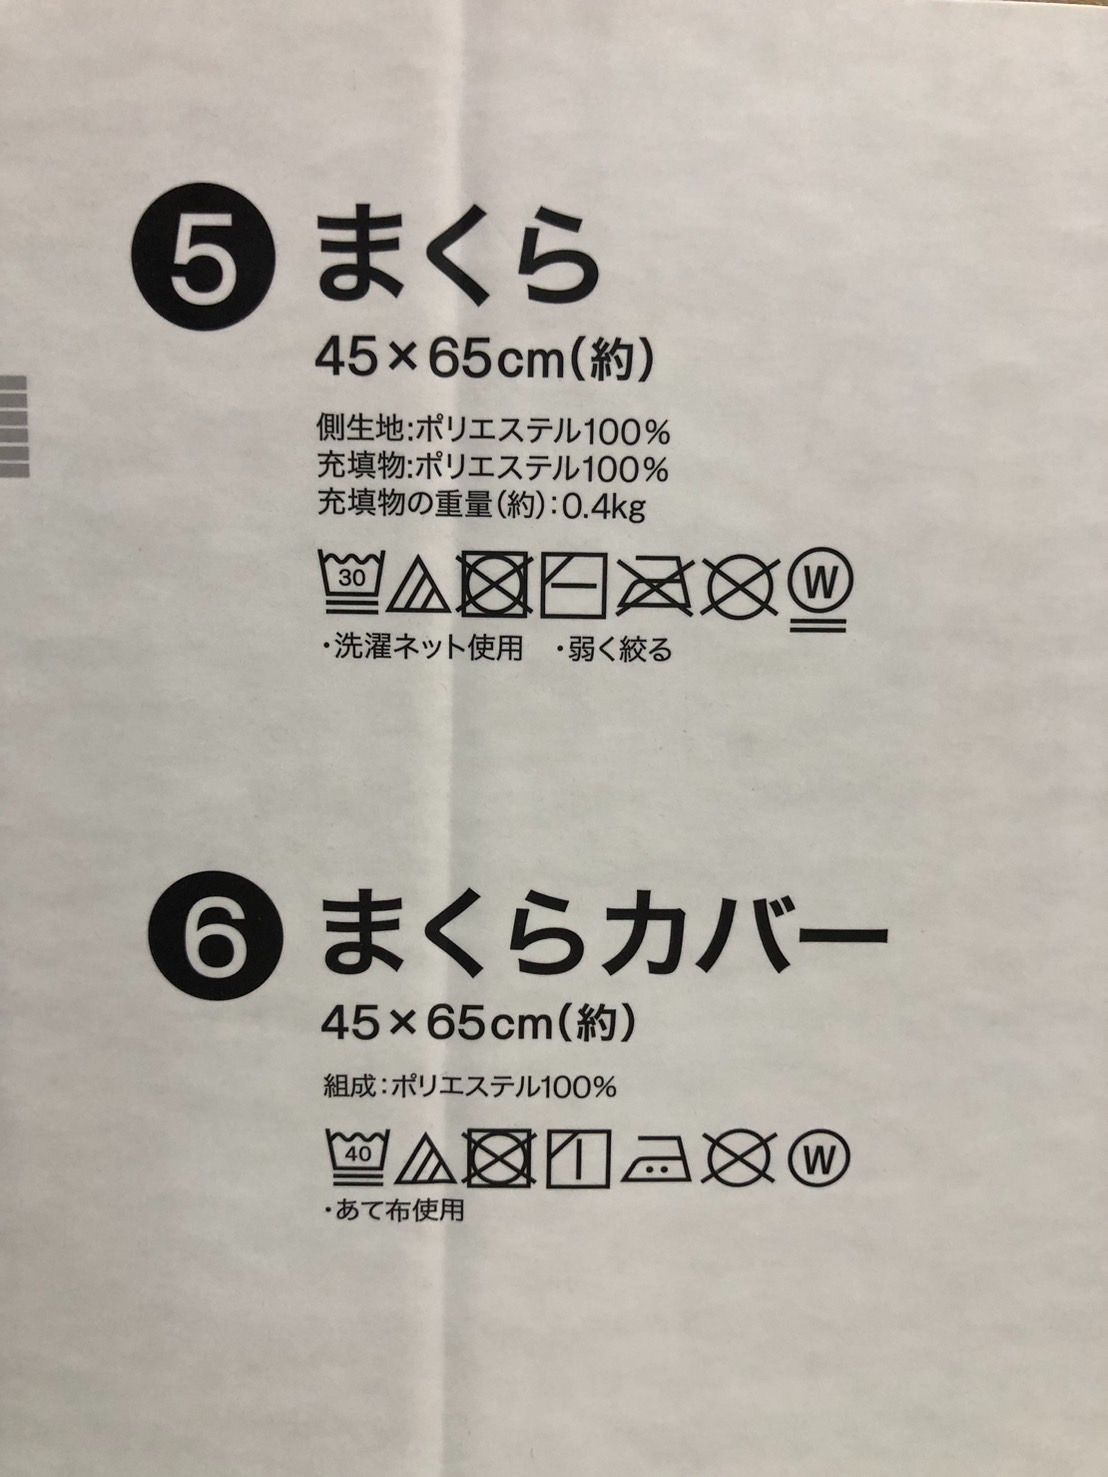 5 まくら
45×65cm(約)
側生地:ポリエステル100%
充填物:ポリエステル100%
充填物の重量(約):0.4kg
30 W
・洗濯ネット使用 ・弱く絞る
6 まくらカバー
45×65cm(約)
組成:ポリエステル100%
40 W
・あて布使用